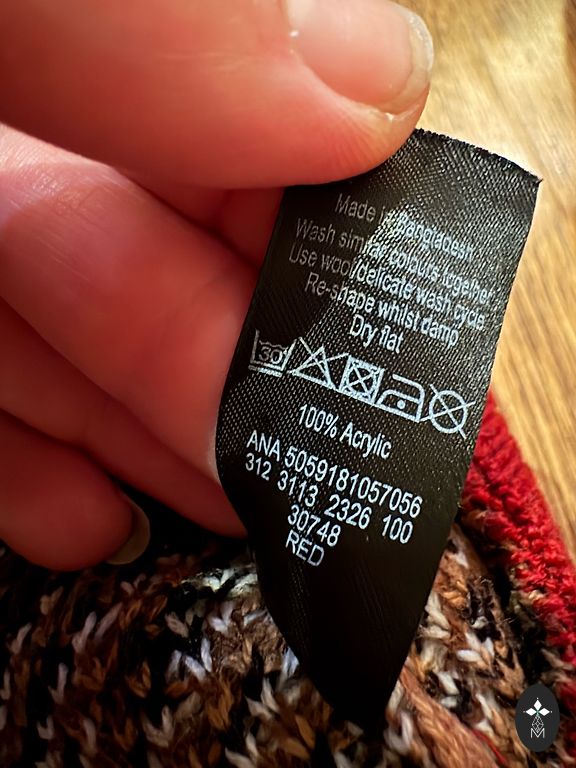 Made in Bangladesh
Wash similar colours together
Use wool/delicate wash cycle
Re-shape whilst damp
Dry flat
30
100% Acrylic
ANA 5059181057056
312 3113 2326 100
30748
RED
M